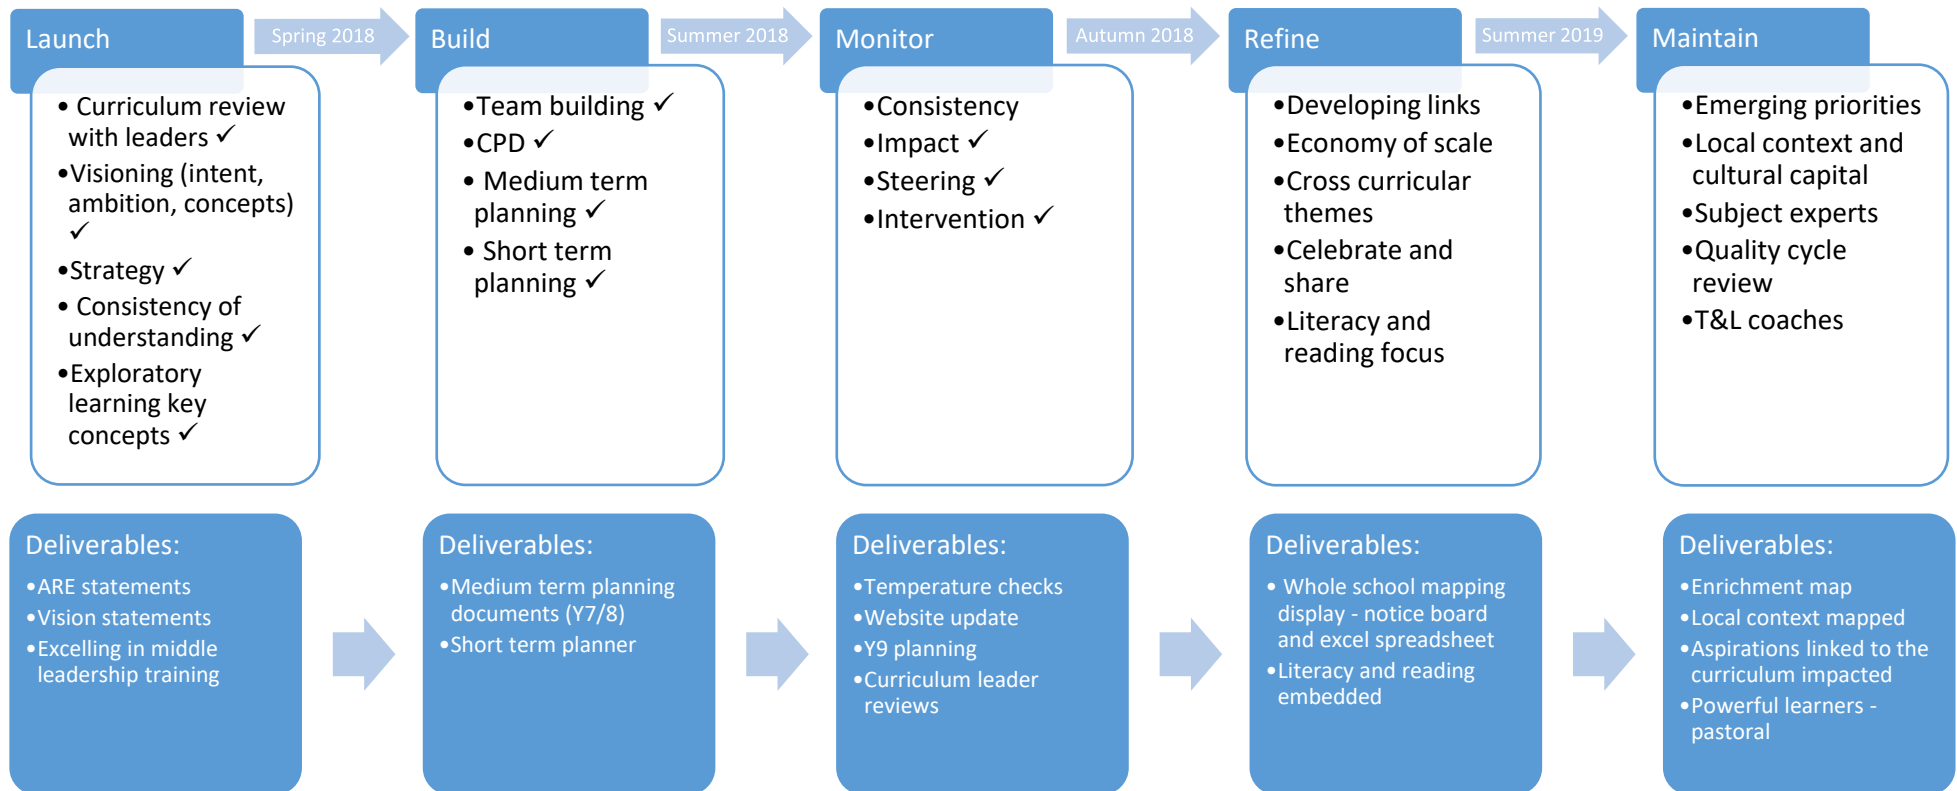 Launch
Spring 2018
Build
Summer 2018
Monitor
Autumn 2018
Refine
Summer 2019
Maintain
• Curriculum review
with leaders ✓
•Visioning (intent,
ambition, concepts)
✓
•Strategy ✓
• Consistency of
understanding ✓
•Exploratory
learning key
concepts ✓
•Team building ✓
•CPD ✓
• Medium term
planning ✓
• Short term
planning ✓
•Consistency
•Impact ✓
•Steering ✓
•Intervention ✓
•Developing links
•Economy of scale
•Cross curricular
themes
•Celebrate and
share
•Literacy and
reading focus
•Emerging priorities
•Local context and
cultural capital
•Subject experts
•Quality cycle
review
•T&L coaches
Deliverables:
•ARE statements
•Vision statements
•Excelling in middle
leadership training
Deliverables:
•Medium term planning
documents (Y7/8)
•Short term planner
Deliverables:
•Temperature checks
•Website update
•Y9 planning
•Curriculum leader
reviews
Deliverables:
• Whole school mapping
display - notice board
and excel spreadsheet
•Literacy and reading
embedded
Deliverables:
•Enrichment map
•Local context mapped
•Aspirations linked to the
curriculum impacted
•Powerful learners -
pastoral